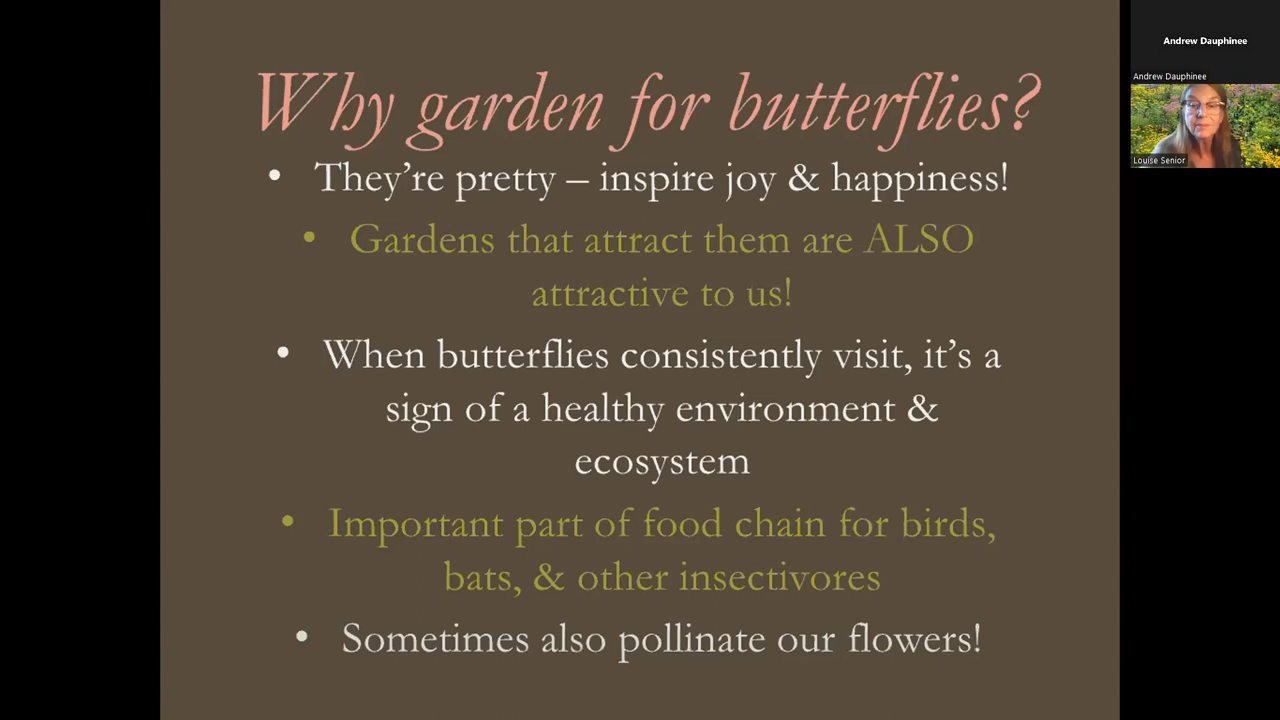 Why garden for butterflies?
• They're pretty – inspire joy & happiness!
• Gardens that attract them are ALSO
attractive to us!
• When butterflies consistently visit, it's a
sign of a healthy environment &
ecosystem
• Important part of food chain for birds,
bats, & other insectivores
• Sometimes also pollinate our flowers!
Andrew Dauphinee
Andrew Dauphinee
Louise Senior